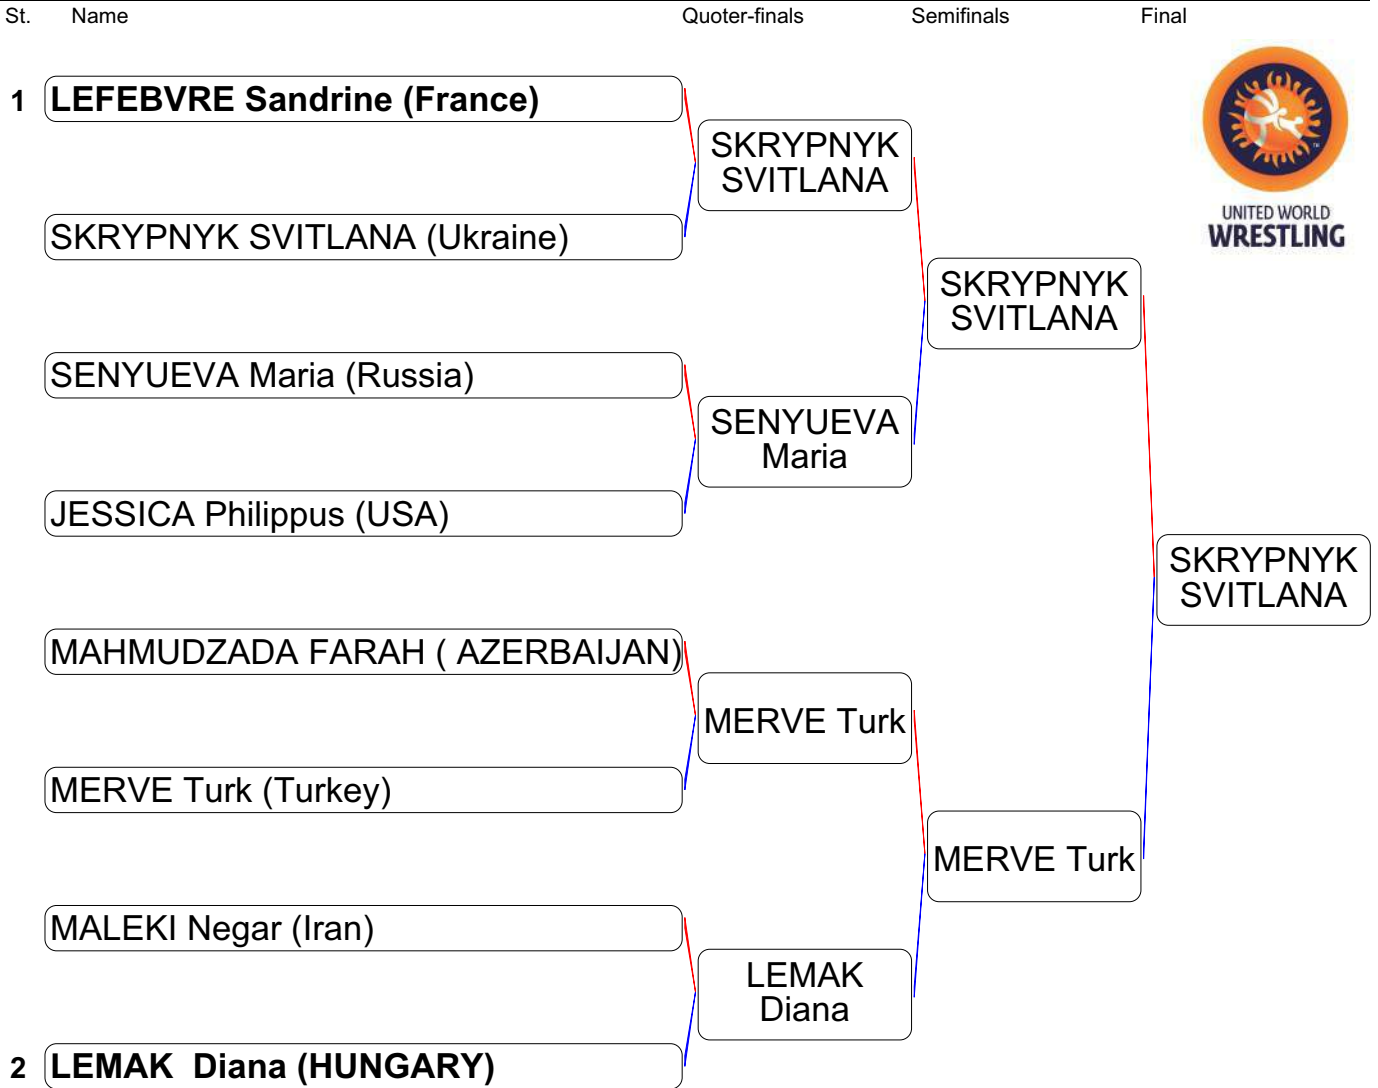 St. Name Quoter-finals Semifinals Final
1 LEFEBVRE Sandrine (France)
SKRYPNYK
SVITLANA
SKRYPNYK SVITLANA (Ukraine)
UNITED WORLD
WRESTLING
SKRYPNYK
SVITLANA
SENYUEVA Maria (Russia)
SENYUEVA
Maria
JESSICA Philippus (USA)
SKRYPNYK
SVITLANA
MAHMUDZADA FARAH ( AZERBAIJAN)
MERVE Turk
MERVE Turk (Turkey)
MERVE Turk
MALEKI Negar (Iran)
LEMAK
Diana
2 LEMAK  Diana (HUNGARY)